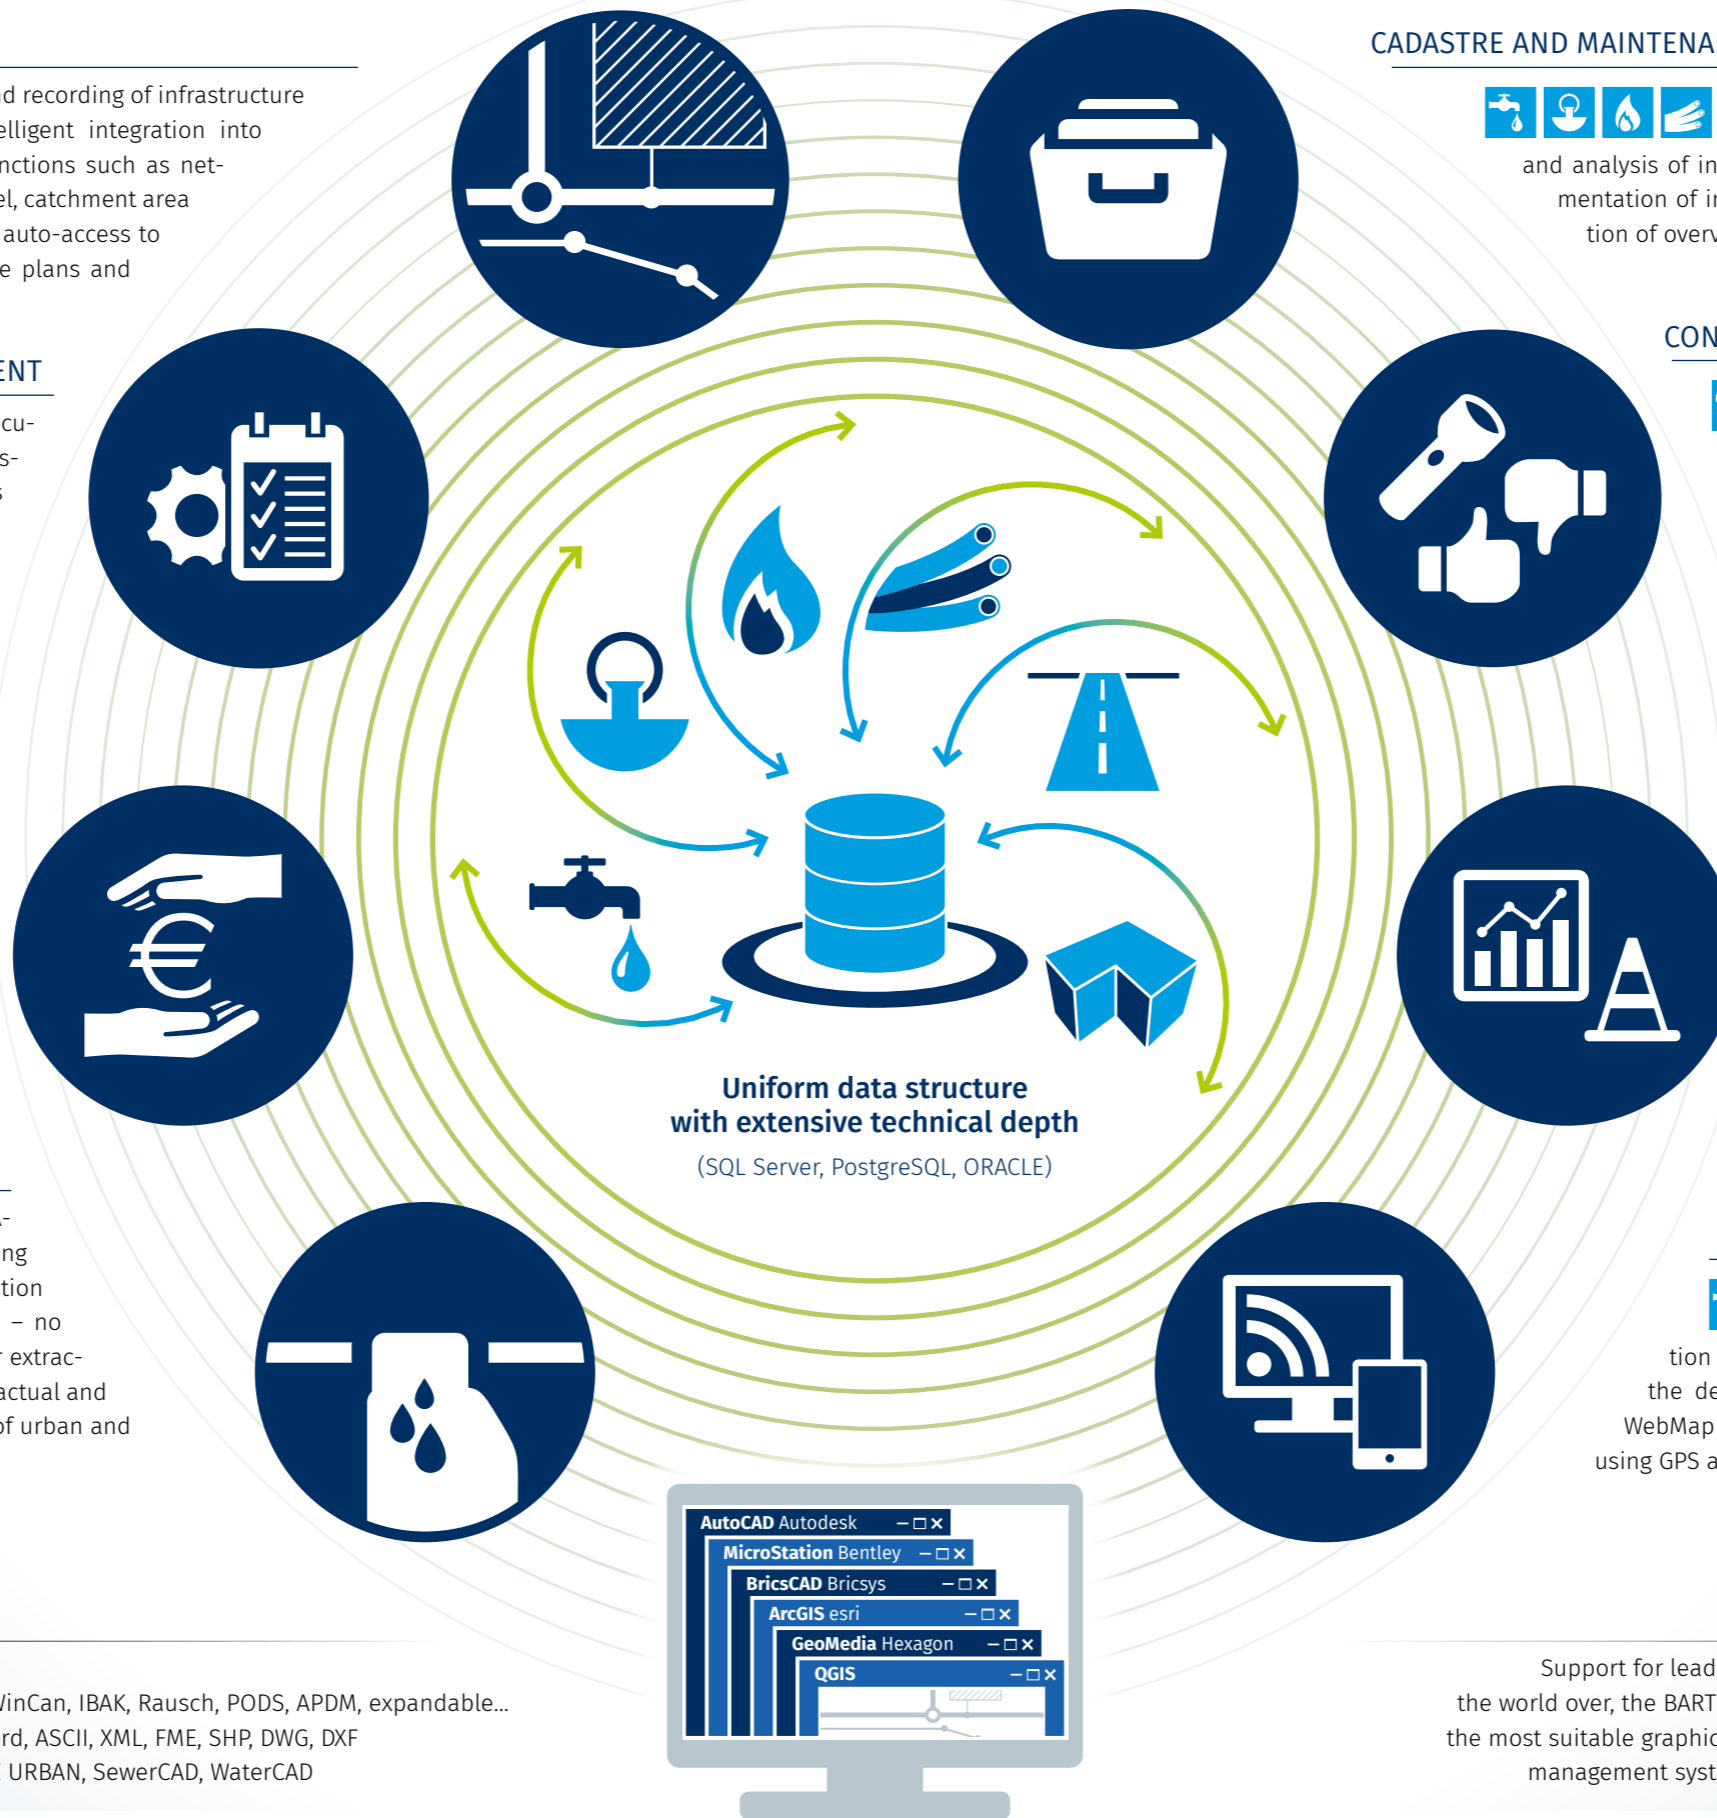 nd recording of infrastructure
elligent integration into
nctions such as net-
el, catchment area
auto-access to
e plans and
ENT
cu-
s-
s
CADASTRE AND MAINTENA
and analysis of in
mentation of in
tion of overv
CON
Uniform data structure
with extensive technical depth
(SQL Server, PostgreSQL, ORACLE)
ng
tion
– no
r extrac-
actual and
of urban and
tion
the de
WebMap
using GPS a
AutoCAD Autodesk
MicroStation Bentley
BricsCAD Bricsys
ArcGIS esri
GeoMedia Hexagon
QGIS
WinCan, IBAK, Rausch, PODS, APDM, expandable...
rd, ASCII, XML, FME, SHP, DWG, DXF
URBAN, SewerCAD, WaterCAD
Support for lead
the world over, the BART
the most suitable graphic
management syst